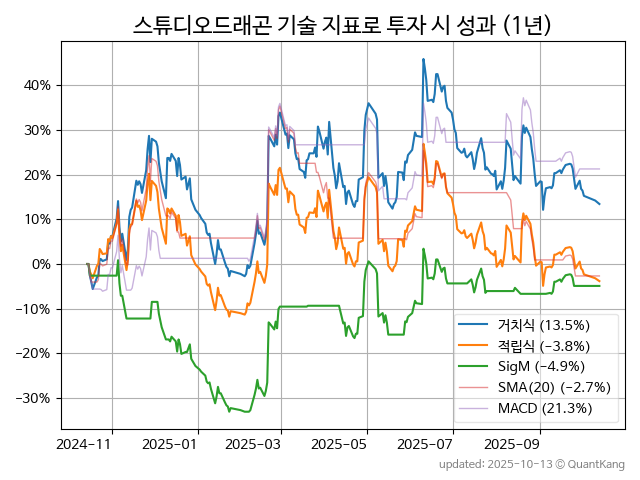 스튜디오드래곤 기술 지표로 투자 시 성과 (1년)
40%
30%
20%
10%
0%
−10%
−20%
−30%
거치식 (13.5%)
적립식 (−3.8%)
SigM (−4.9%)
SMA(20) (−2.7%)
MACD (21.3%)
2024-11 2025-01 2025-03 2025-05 2025-07 2025-09
updated: 2025-10-13 © QuantKang